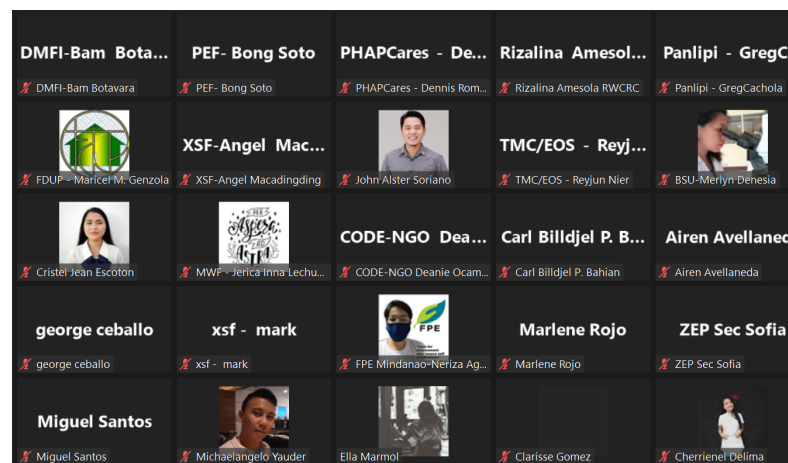 DMFI-Bam Bota...
PEF- Bong Soto
PHAPCares - De...
Rizalina Amesol...
Panlipi - GregC
DMFI-Bam Botavara
PEF- Bong Soto
PHAPCares - Dennis Rom...
Rizalina Amesola RWCRC
Panlipi - GregCachola
XSF-Angel Mac...
TMC/EOS - Reyj...
FDUP - Maricel M. Genzola
XSF-Angel Macadingding
John Alster Soriano
TMC/EOS - Reyjun Nier
BSU-Merlyn Denesia
PER
Aspera
AD
ASTRA
CODE-NGO Dea...
Carl Billdjel P. B...
Airen Avellaned
Cristel Jean Escoton
MWF - Jerica Inna Lechu...
CODE-NGO Deanie Ocam...
Carl Billdjel P. Bahian
Airen Avellaneda
george ceballo
xsf - mark
FPE
Marlene Rojo
ZEP Sec Sofia
george ceballo
xsf - mark
FPE Mindanao-Neriza Ag...
Marlene Rojo
ZEP Sec Sofia
Miguel Santos
Miguel Santos
Michaelangelo Yauder
Ella Marmol
Clarisse Gomez
Cherrienel Delima